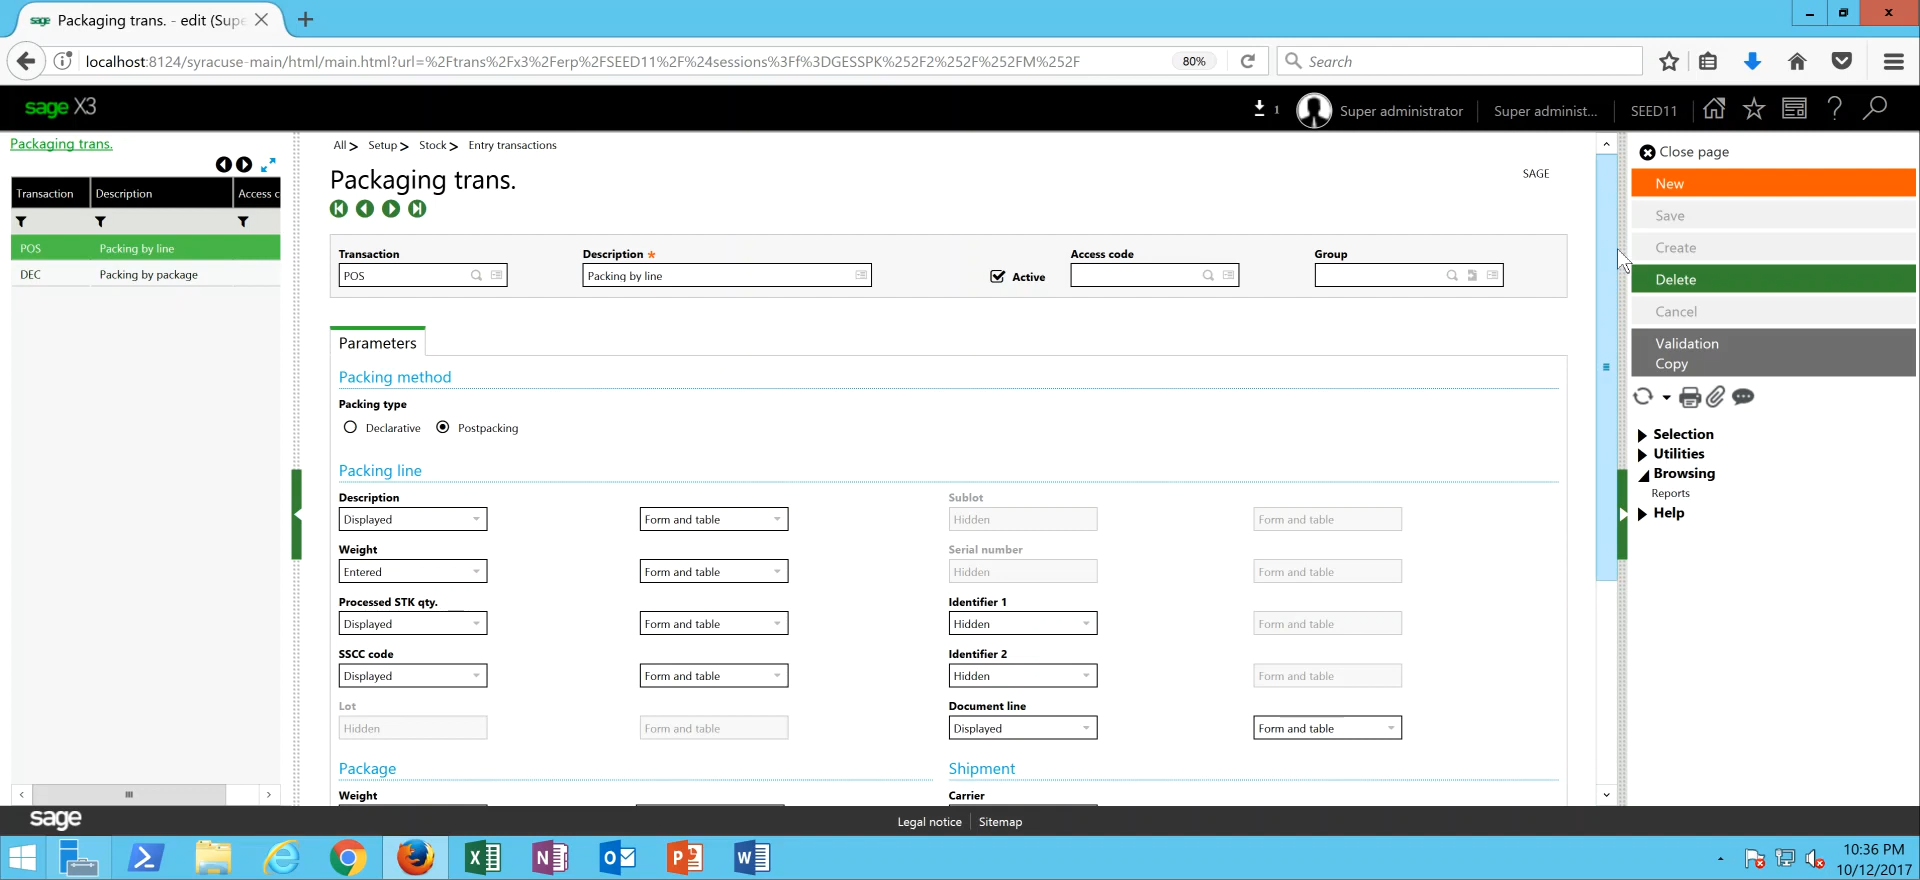 sage Packaging trans. - edit (Supe
localhost:8124/syracuse-main/html/main.html?url=%2Ftrans%2Fx3%2Ferp%2FSEED11%2F%24sessions%3Ff%3DGESSPK%252F2%252F%252FM%252F
80%
Search
sage X3
1
Super administrator
Super administ...
SEED11
Packaging trans.
Transaction Description Access c
POS Packing by line
DEC Packing by package
All > Setup > Stock > Entry transactions
Packaging trans.
SAGE
Transaction
POS
Description *
Packing by line
Active
Access code
Group
Parameters
Packing method
Packing type
Declarative Postpacking
Packing line
Description
Displayed Form and table
Weight
Entered Form and table
Processed STK qty.
Displayed Form and table
SSCC code
Displayed Form and table
Lot
Hidden Form and table
Sublot
Hidden Form and table
Serial number
Hidden Form and table
Identifier 1
Hidden Form and table
Identifier 2
Hidden Form and table
Document line
Displayed Form and table
Package
Weight
Shipment
Carrier
Close page
New
Save
Create
Delete
Cancel
Validation
Copy
Selection
Utilities
Browsing
Reports
Help
sage
Legal notice Sitemap
10:36 PM
10/12/2017